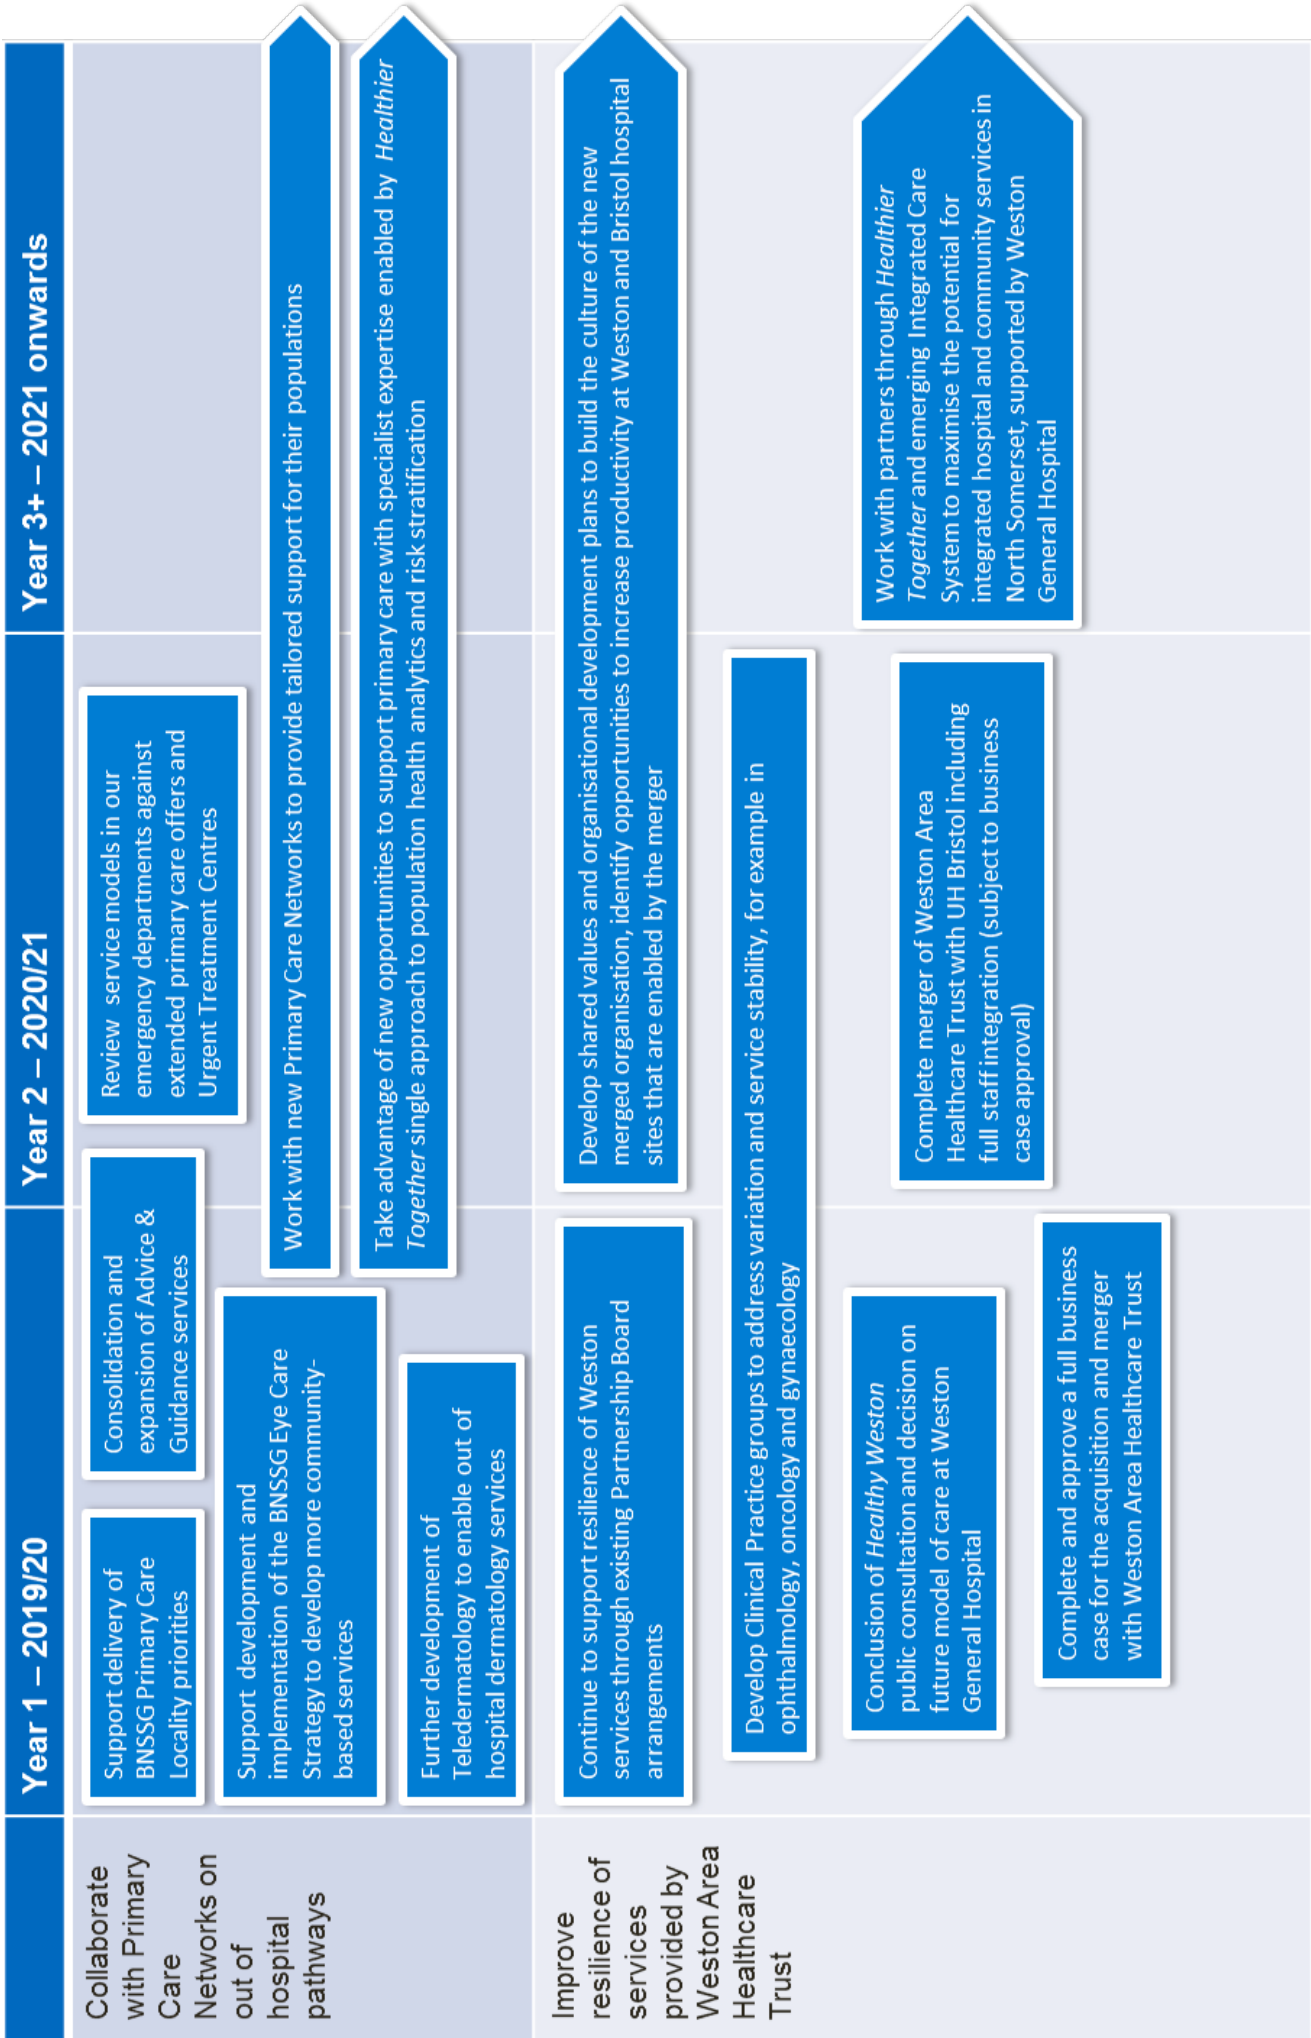 Year 1 – 2019/20
Year 2 – 2020/21
Year 3+ – 2021 onwards
Collaborate
with Primary
Care
Networks on
out of
hospital
pathways
Support delivery of
BNSSG Primary Care
Locality priorities
Consolidation and
expansion of Advice &
Guidance services
Review service models in our
emergency departments against
extended primary care offers and
Urgent Treatment Centres
Support development and
implementation of the BNSSG Eye Care
Strategy to develop more community-
based services
Work with new Primary Care Networks to provide tailored support for their populations
Take advantage of new opportunities to support primary care with specialist expertise enabled by Healthier
Together single approach to population health analytics and risk stratification
Further development of
Teledermatology to enable out of
hospital dermatology services
Improve
resilience of
services
provided by
Weston Area
Healthcare
Trust
Continue to support resilience of Weston
services through existing Partnership Board
arrangements
Develop shared values and organisational development plans to build the culture of the new
merged organisation, identify opportunities to increase productivity at Weston and Bristol hospital
sites that are enabled by the merger
Develop Clinical Practice groups to address variation and service stability, for example in
ophthalmology, oncology and gynaecology
Conclusion of Healthy Weston
public consultation and decision on
future model of care at Weston
General Hospital
Complete merger of Weston Area
Healthcare Trust with UH Bristol including
full staff integration (subject to business
case approval)
Work with partners through Healthier
Together and emerging Integrated Care
System to maximise the potential for
integrated hospital and community services in
North Somerset, supported by Weston
General Hospital
Complete and approve a full business
case for the acquisition and merger
with Weston Area Healthcare Trust